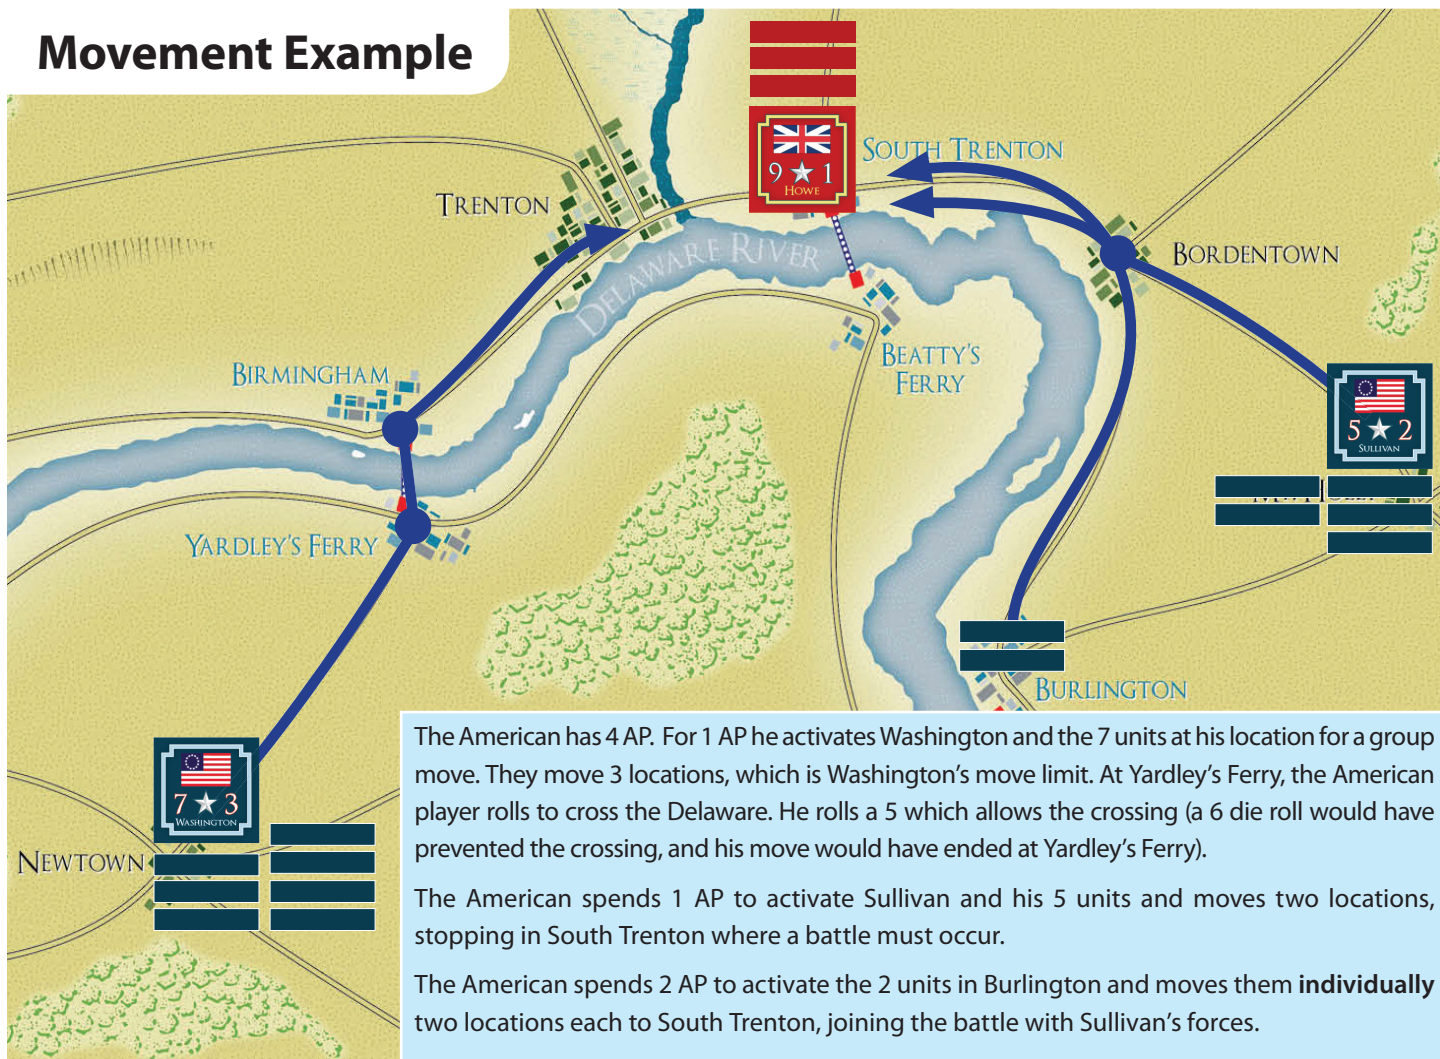 Movement Example
9 1
Howe
South Trenton
Trenton
Delaware River
Bordentown
Birmingham
Beatty's
Ferry
5 2
Sullivan
Yardley's Ferry
Burlington
7 3
Washington
Newtown
The American has 4 AP. For 1 AP he activates Washington and the 7 units at his location for a group
move. They move 3 locations, which is Washington's move limit. At Yardley's Ferry, the American
player rolls to cross the Delaware. He rolls a 5 which allows the crossing (a 6 die roll would have
prevented the crossing, and his move would have ended at Yardley's Ferry).
The American spends 1 AP to activate Sullivan and his 5 units and moves two locations,
stopping in South Trenton where a battle must occur.
The American spends 2 AP to activate the 2 units in Burlington and moves them individually
two locations each to South Trenton, joining the battle with Sullivan's forces.